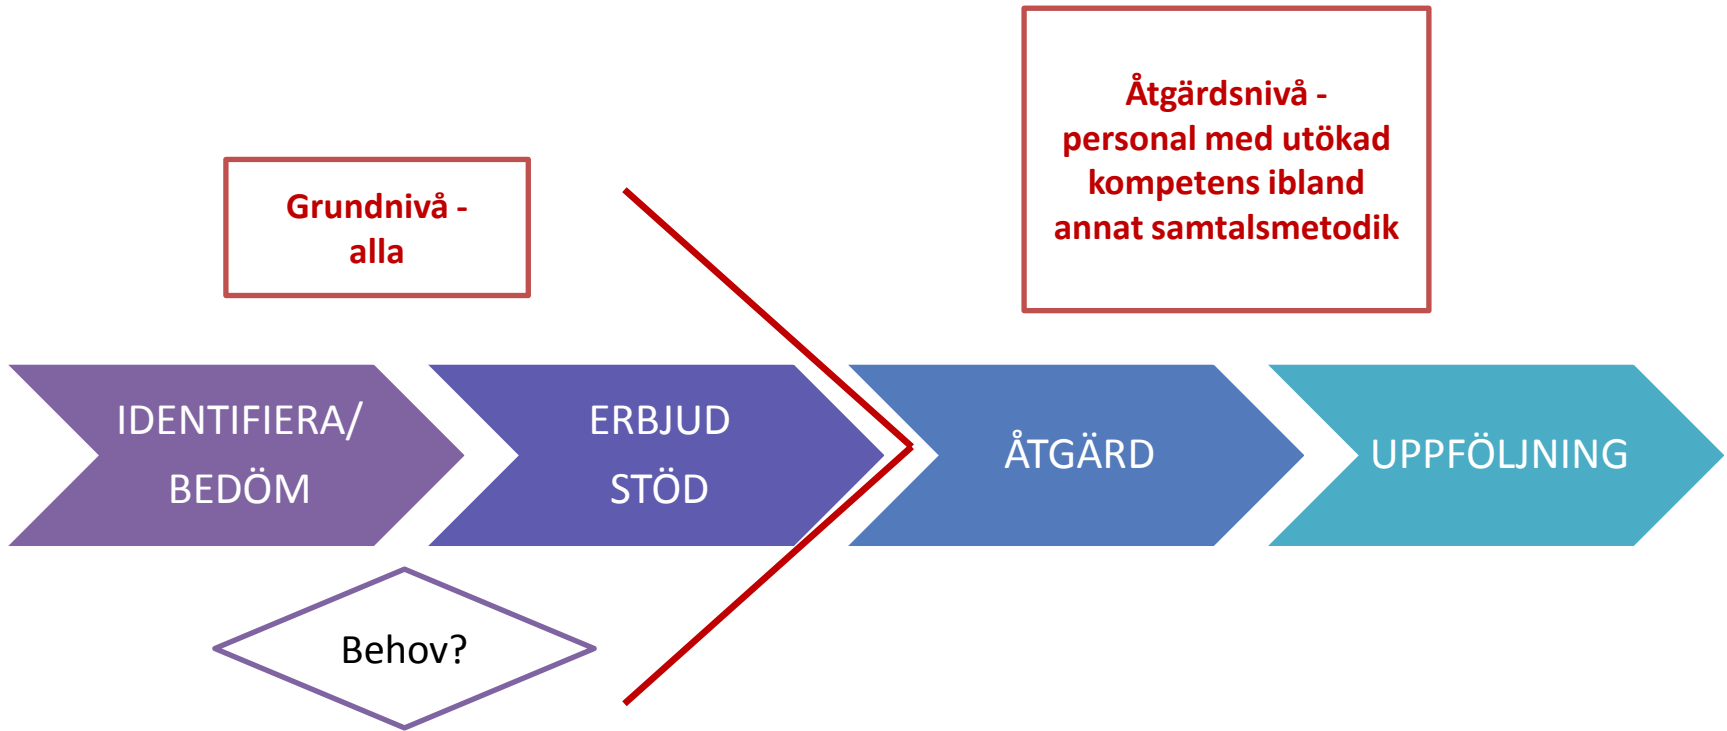 Grundnivå -
alla
Åtgärdsnivå -
personal med utökad
kompetens ibland
annat samtalsmetodik
IDENTIFIERA/
BEDÖM
ERBJUD
STÖD
ÅTGÄRD
UPPFÖLJNING
Behov?